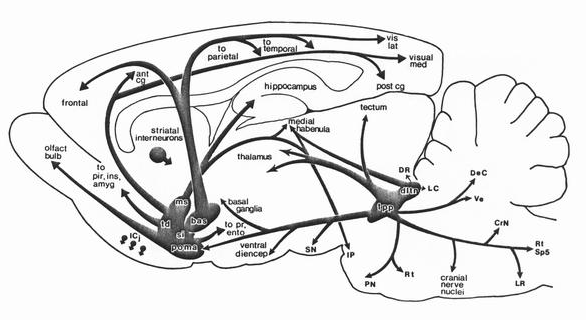 to
parietal
to
temporal
vis
lat
visual
med
ant
cg
post cg
frontal
hippocampus
tectum
medial
habenula
striatal
interneurons
thalamus
olfact
bulb
to
pir, ins,
amyg
DR
LC
dltn
DeC
Ve
ms
basal
ganglia
td
bas
lpp
to pr,
ento
CrN
ICj
si
poma
ventral
diencep
SN
IP
Rt
Sp5
PN
Rt
cranial
nerve
nuclei
LR